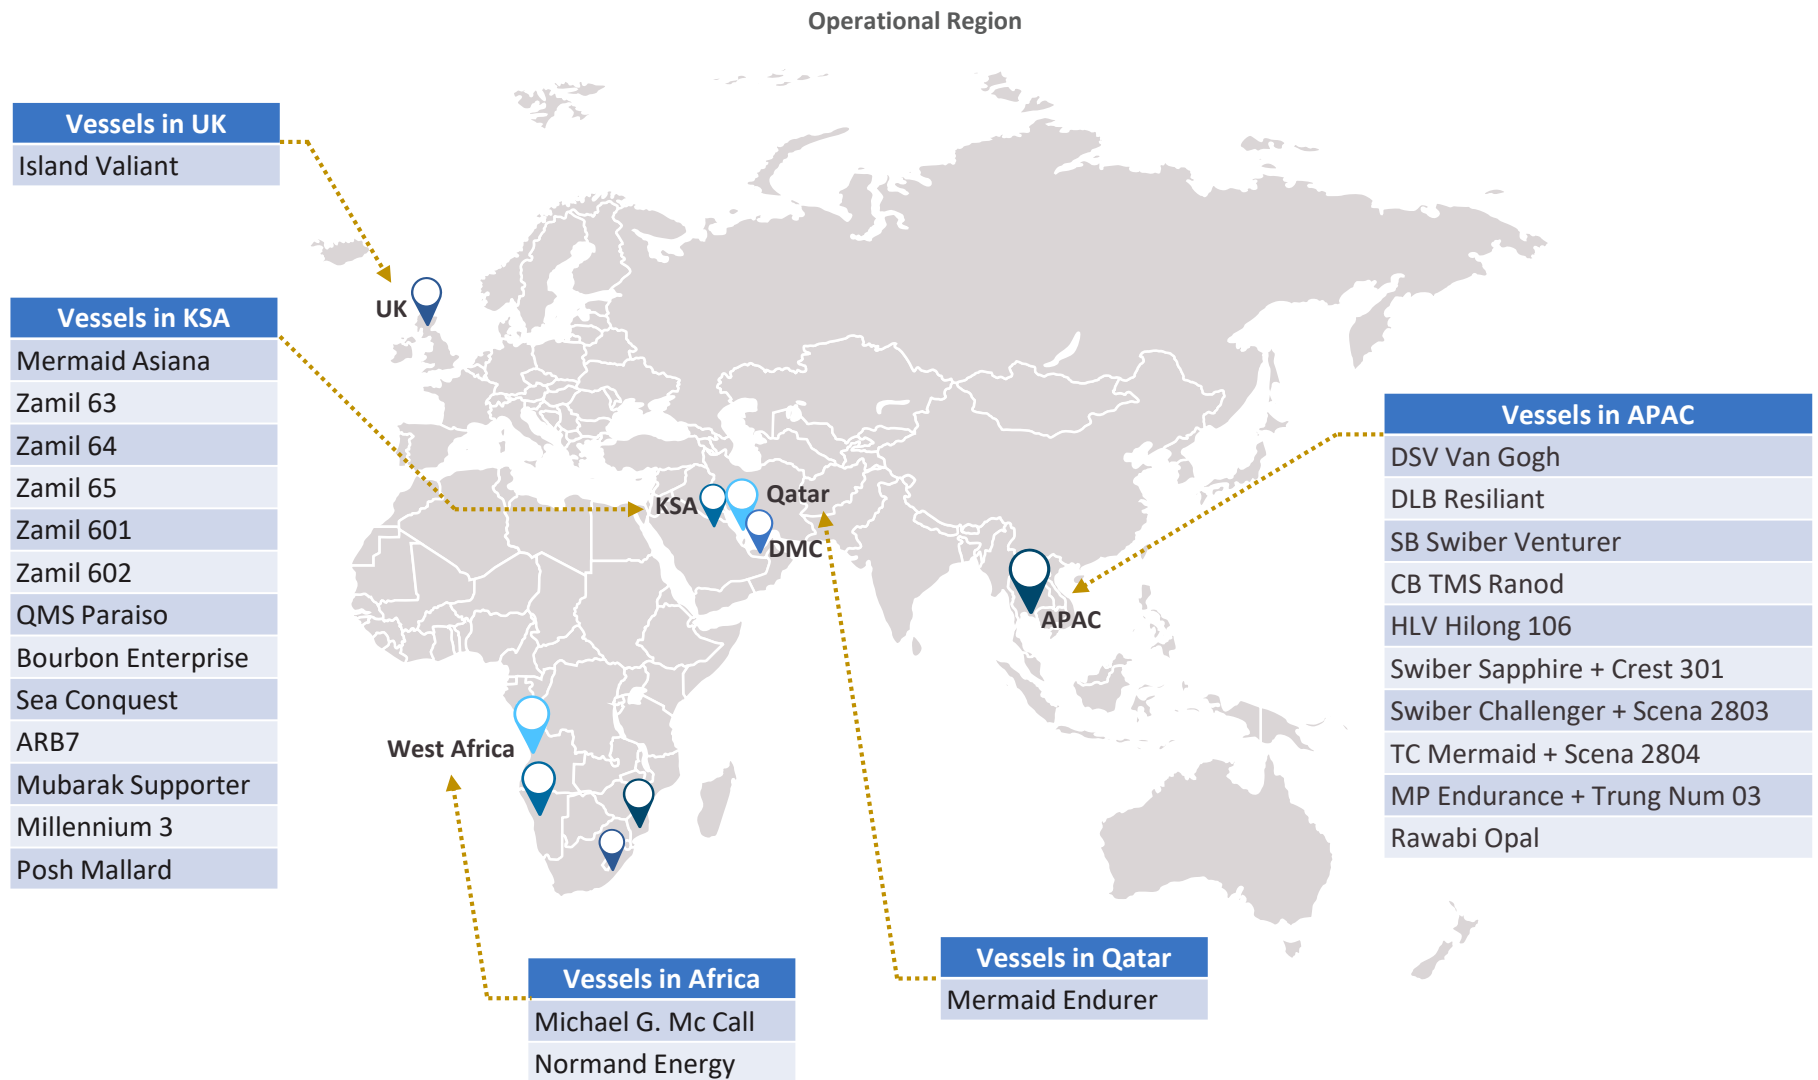 Operational Region
Vessels in UK
Island Valiant
UK
Vessels in KSA
Mermaid Asiana
Zamil 63
Zamil 64
Zamil 65
Zamil 601
Zamil 602
QMS Paraiso
Bourbon Enterprise
Sea Conquest
ARB7
Mubarak Supporter
Millennium 3
Posh Mallard
KSA
Qatar
DMC
APAC
West Africa
Vessels in APAC
DSV Van Gogh
DLB Resiliant
SB Swiber Venturer
CB TMS Ranod
HLV Hilong 106
Swiber Sapphire + Crest 301
Swiber Challenger + Scena 2803
TC Mermaid + Scena 2804
MP Endurance + Trung Num 03
Rawabi Opal
Vessels in Africa
Michael G. Mc Call
Normand Energy
Vessels in Qatar
Mermaid Endurer